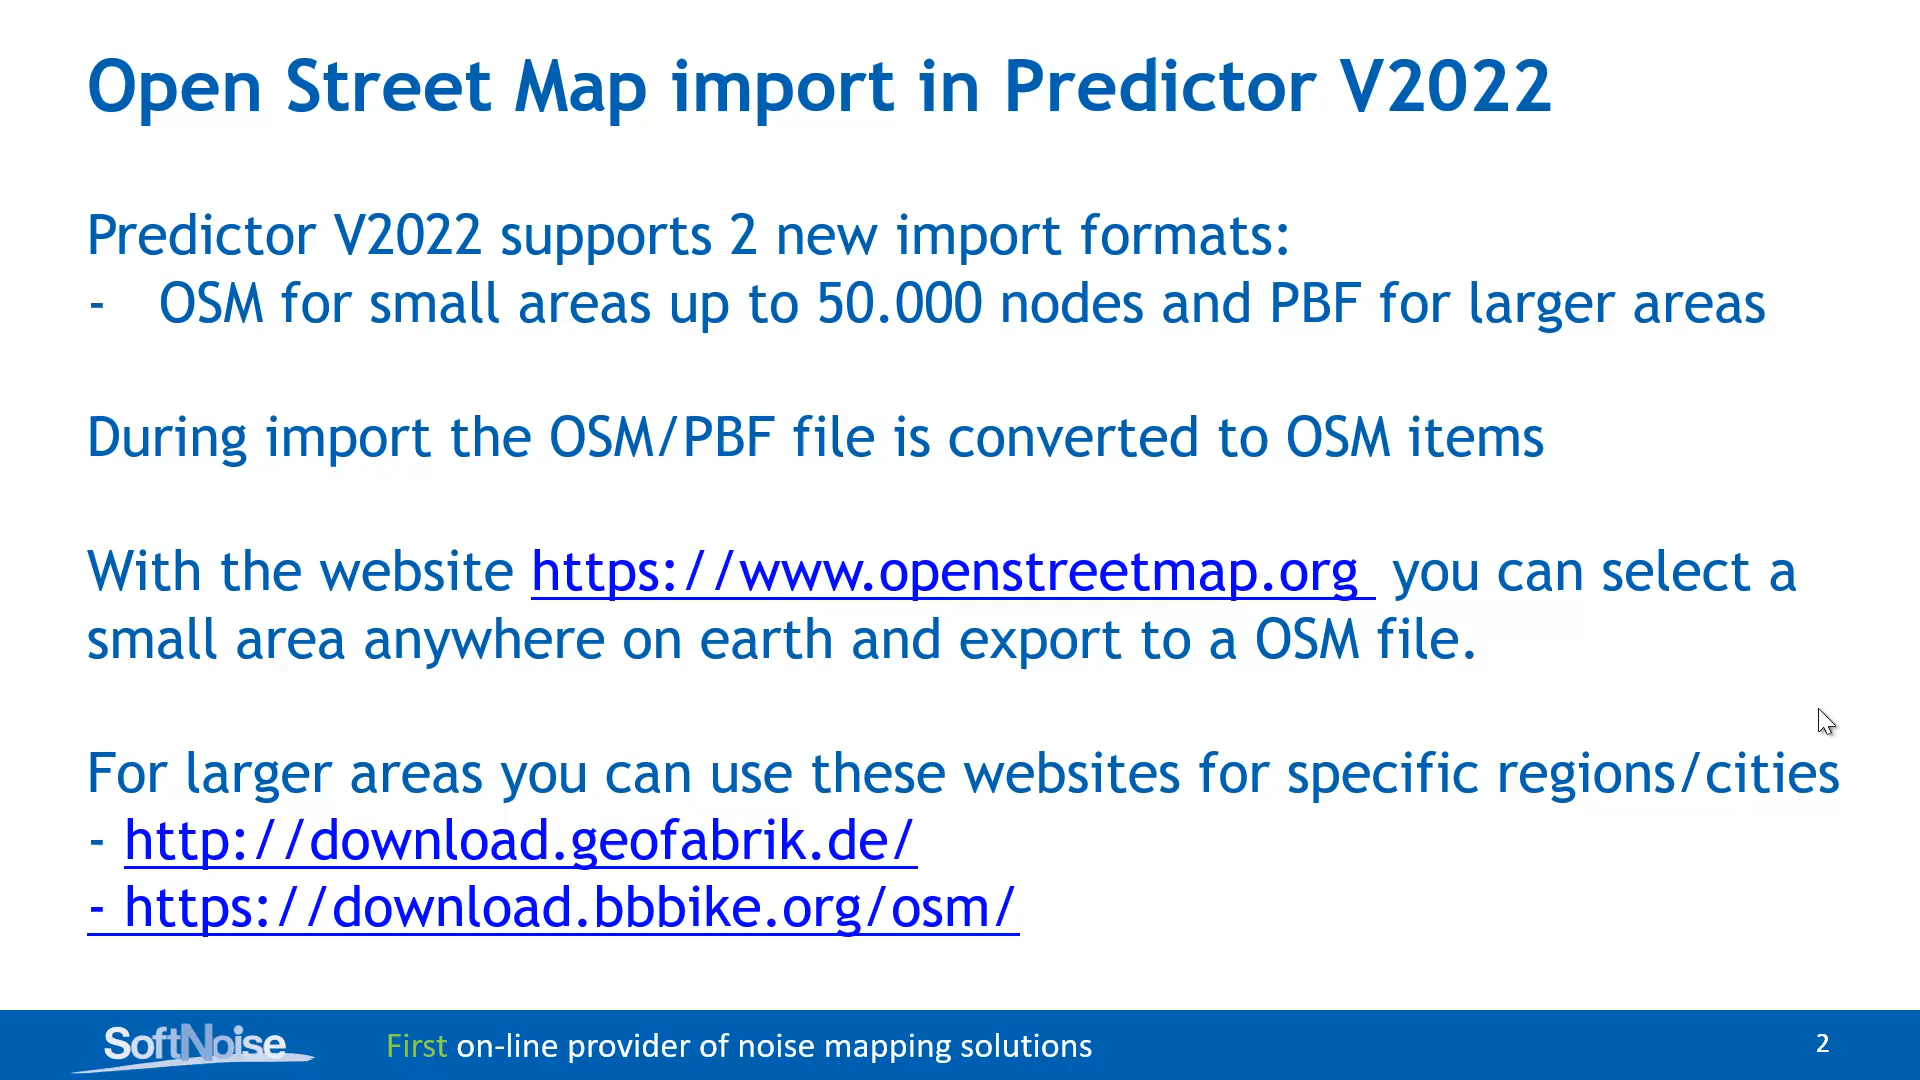 Open Street Map import in Predictor V2022
Predictor V2022 supports 2 new import formats:
- OSM for small areas up to 50.000 nodes and PBF for larger areas
During import the OSM/PBF file is converted to OSM items
With the website https://www.openstreetmap.org you can select a
small area anywhere on earth and export to a OSM file.
For larger areas you can use these websites for specific regions/cities
- http://download.geofabrik.de/
- https://download.bbbike.org/osm/
SoftNoise
First on-line provider of noise mapping solutions
2